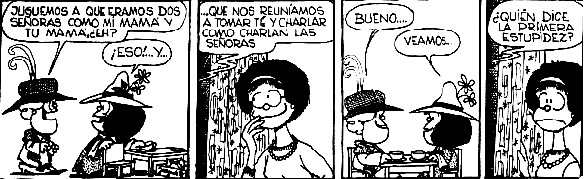 JUGUEMOS A QUE ERAMOS DOS
SEÑORAS COMO MI MAMÁ Y
TU MAMÁ, ¿EH?
¡ESO!...Y...
...QUE NOS REUNÍAMOS
A TOMAR TÉ Y CHARLAR
COMO CHARLAN LAS
SEÑORAS
BUENO....
VEAMOS..
¿QUIÉN DICE
LA PRIMERA
ESTUPIDEZ?